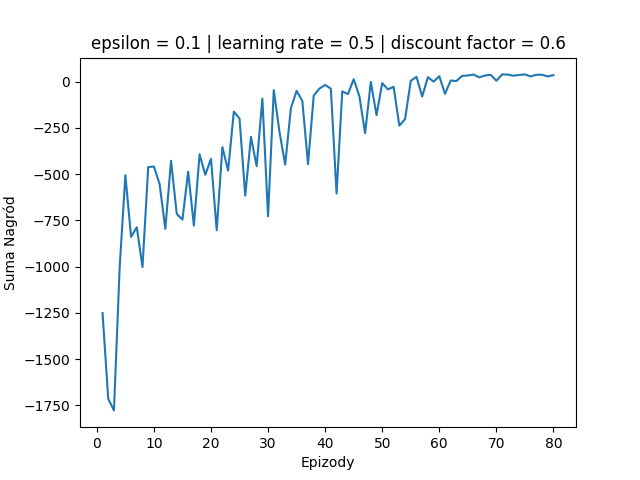 epsilon = 0.1 | learning rate = 0.5 | discount factor = 0.6
Suma Nagród
0
−250
−500
−750
−1000
−1250
−1500
−1750
0 10 20 30 40 50 60 70 80
Epizody